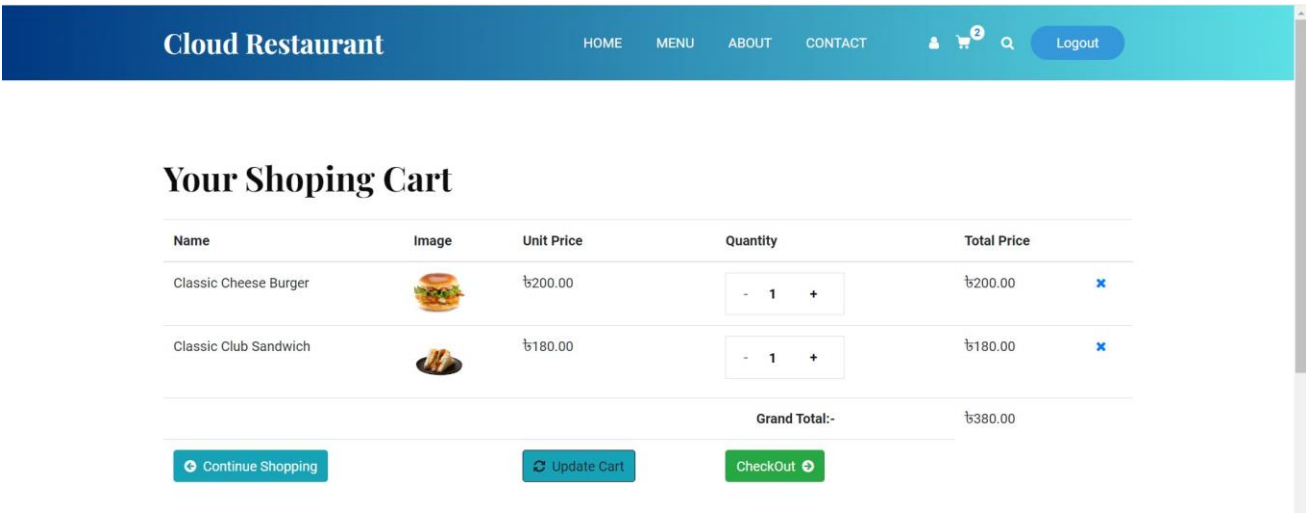 Cloud Restaurant HOME MENU ABOUT CONTACT 2 Logout
Your Shoping Cart
Name Image Unit Price Quantity Total Price
Classic Cheese Burger ৳200.00 - 1 + ৳200.00
Classic Club Sandwich ৳180.00 - 1 + ৳180.00
Grand Total:- ৳380.00
Continue Shopping Update Cart CheckOut